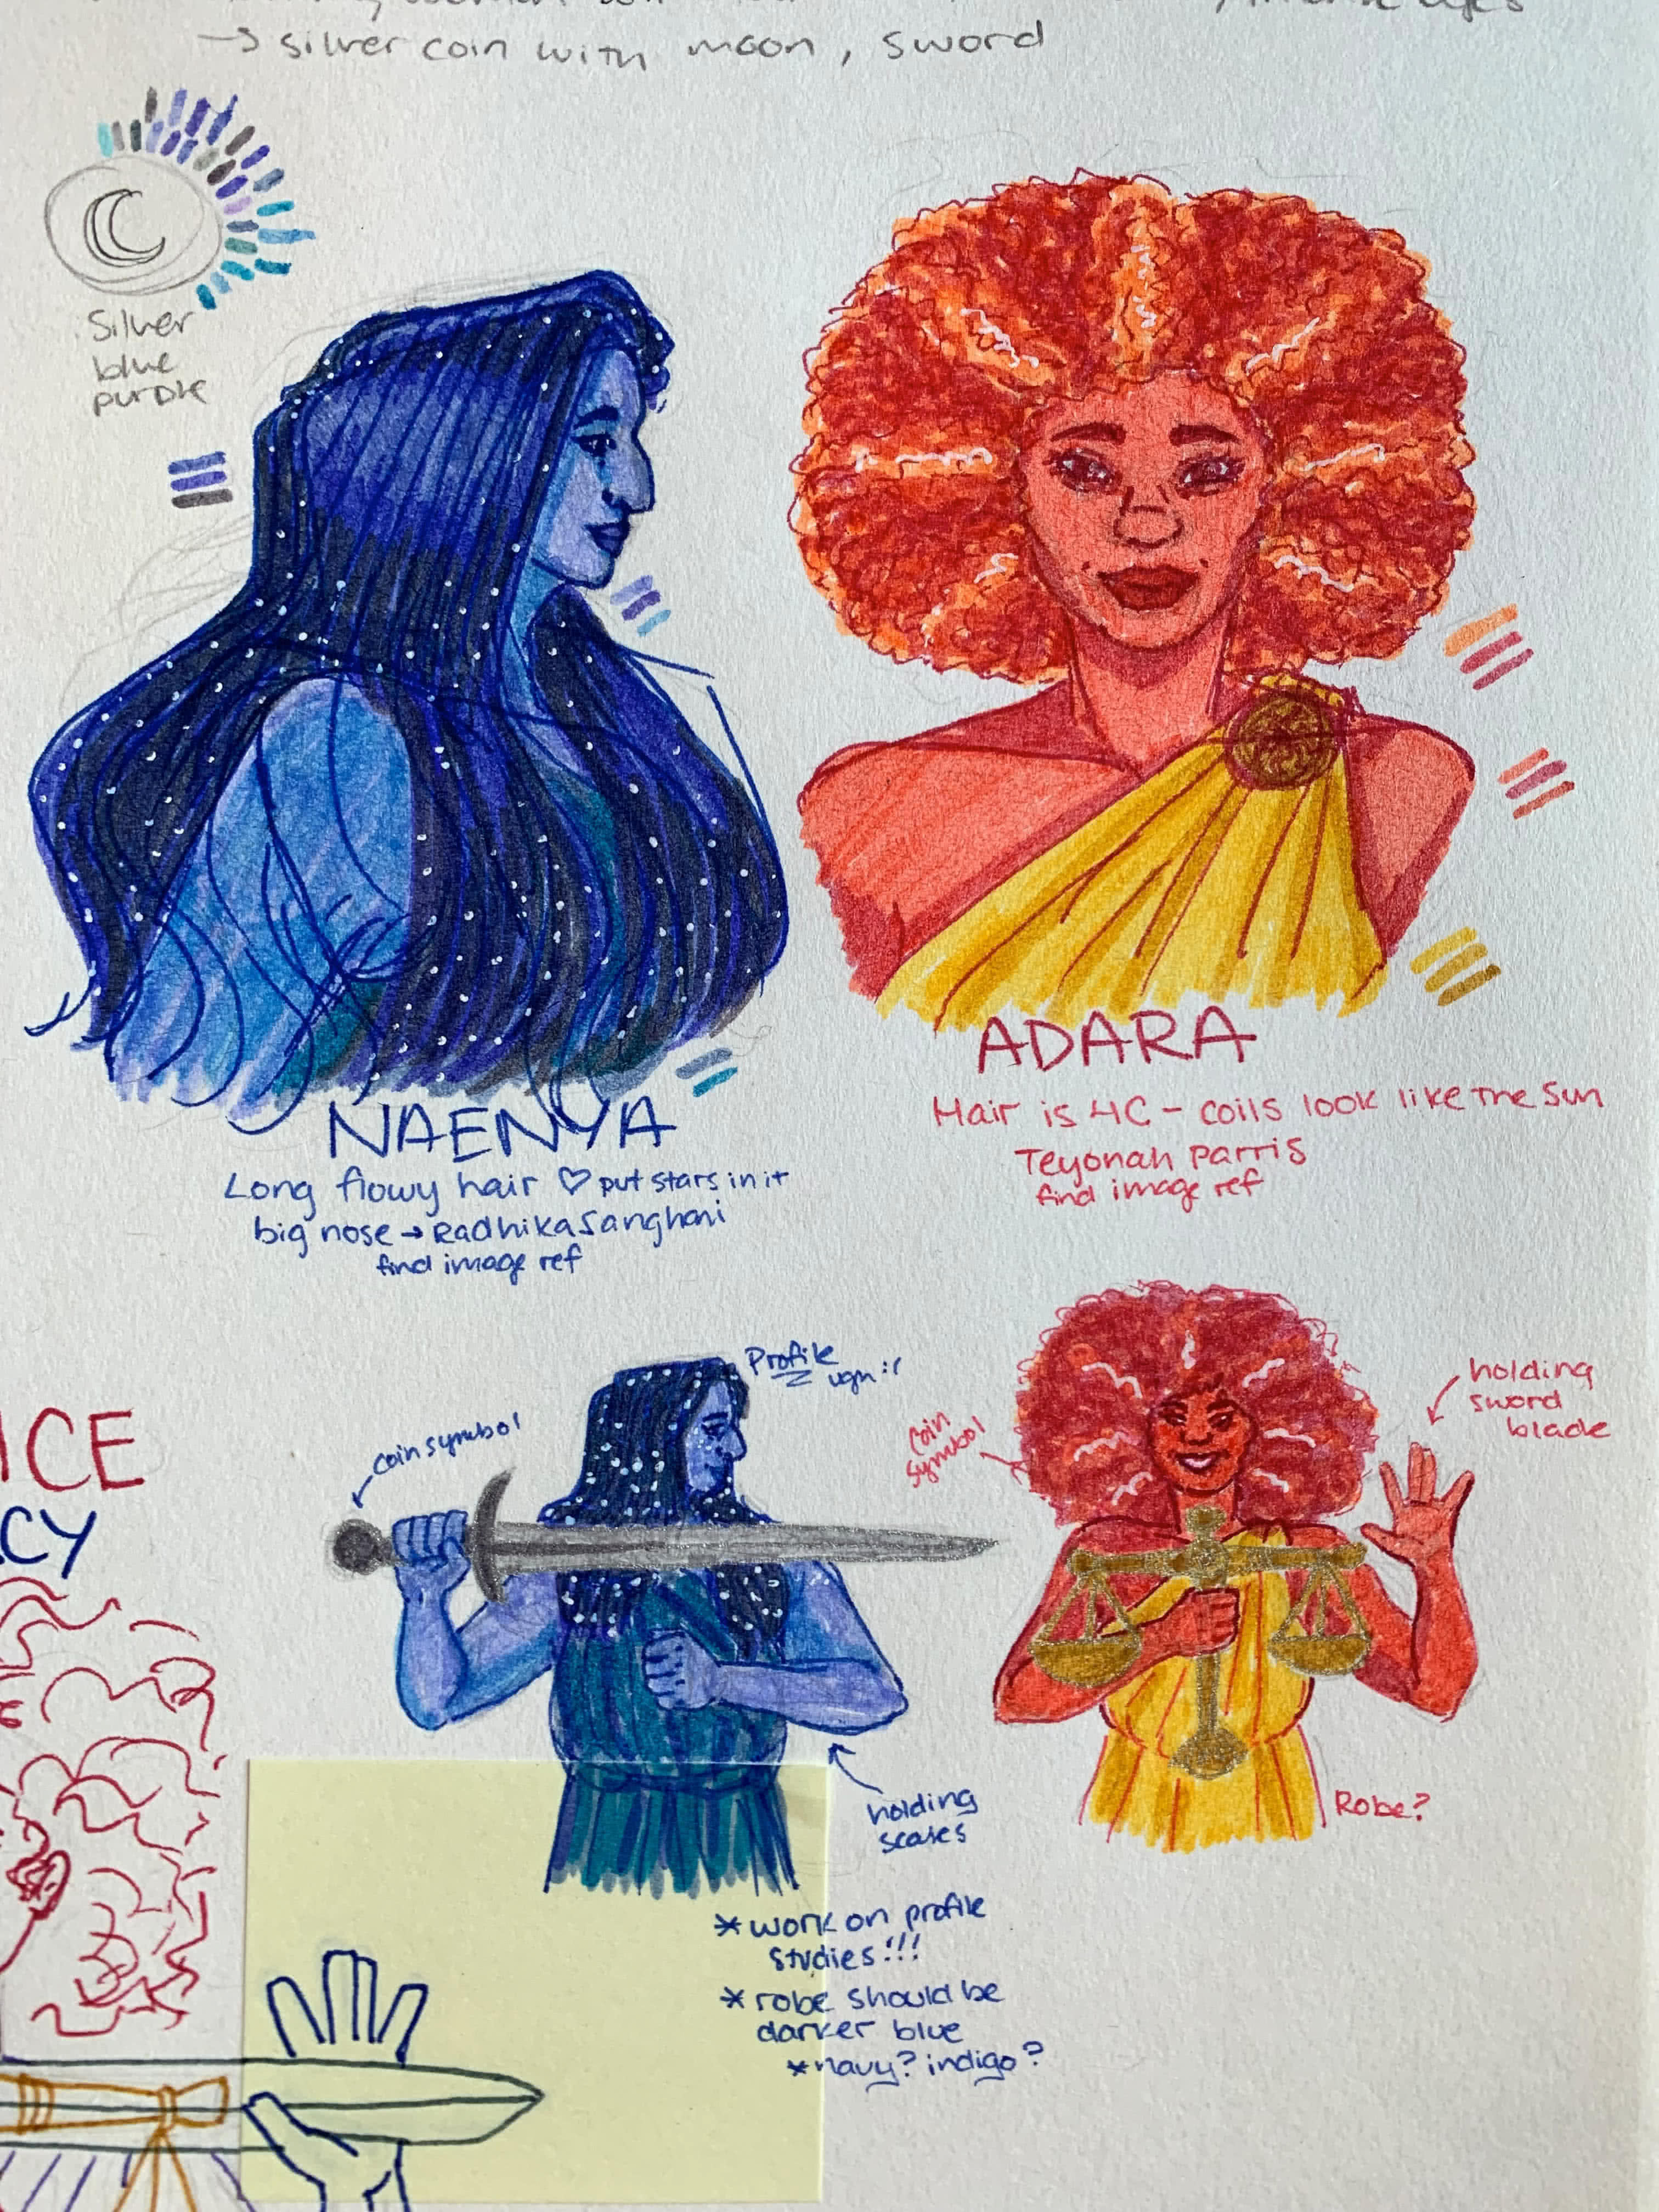 → silver coin with moon, sword
Silver
blue
purple
NAENYA
Long flowy hair ♡ put stars in it
big nose → Radhika Sanghani
find image ref
ADARA
Hair is 4C - coils look like the sun
Teyonah Parris
find image ref
ICE
CY
coin symbol
Profile
ugh :(
holding
scales
* work on profile
studies!!!
* robe should be
darker blue
* navy? indigo?
coin
symbol
holding
sword
blade
Robe?